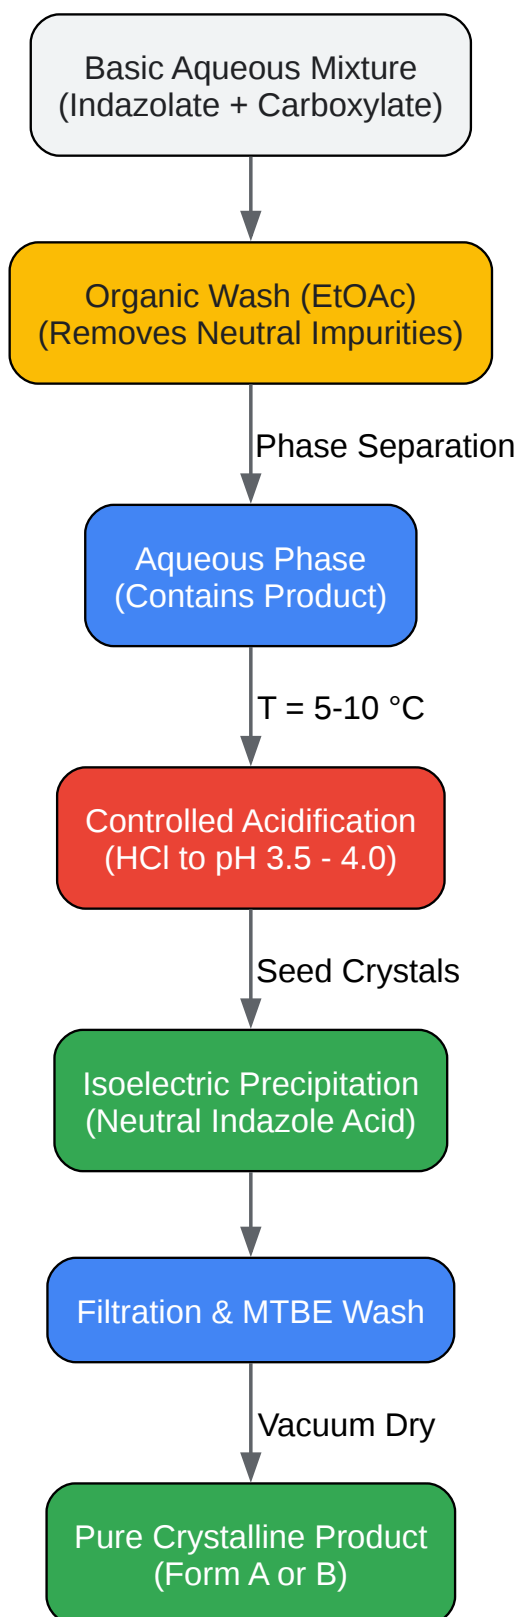 Basic Aqueous Mixture
(Indazolate + Carboxylate)
Organic Wash (EtOAc)
(Removes Neutral Impurities)
Phase Separation
Aqueous Phase
(Contains Product)
T = 5-10 °C
Controlled Acidification
(HCl to pH 3.5 - 4.0)
Seed Crystals
Isoelectric Precipitation
(Neutral Indazole Acid)
Filtration & MTBE Wash
Vacuum Dry
Pure Crystalline Product
(Form A or B)